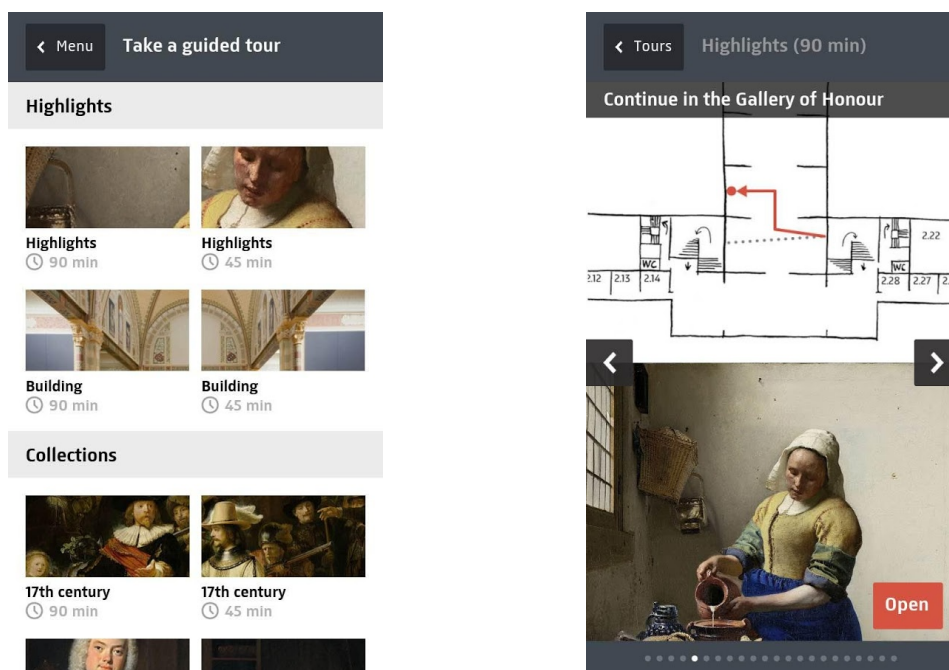 Menu
Take a guided tour
Highlights
Highlights
90 min
Highlights
45 min
Building
90 min
Building
45 min
Collections
17th century
90 min
17th century
45 min
Tours
Highlights (90 min)
Continue in the Gallery of Honour
2.22
WC
WC
2.12 2.13 2.14
2.28 2.27
Open